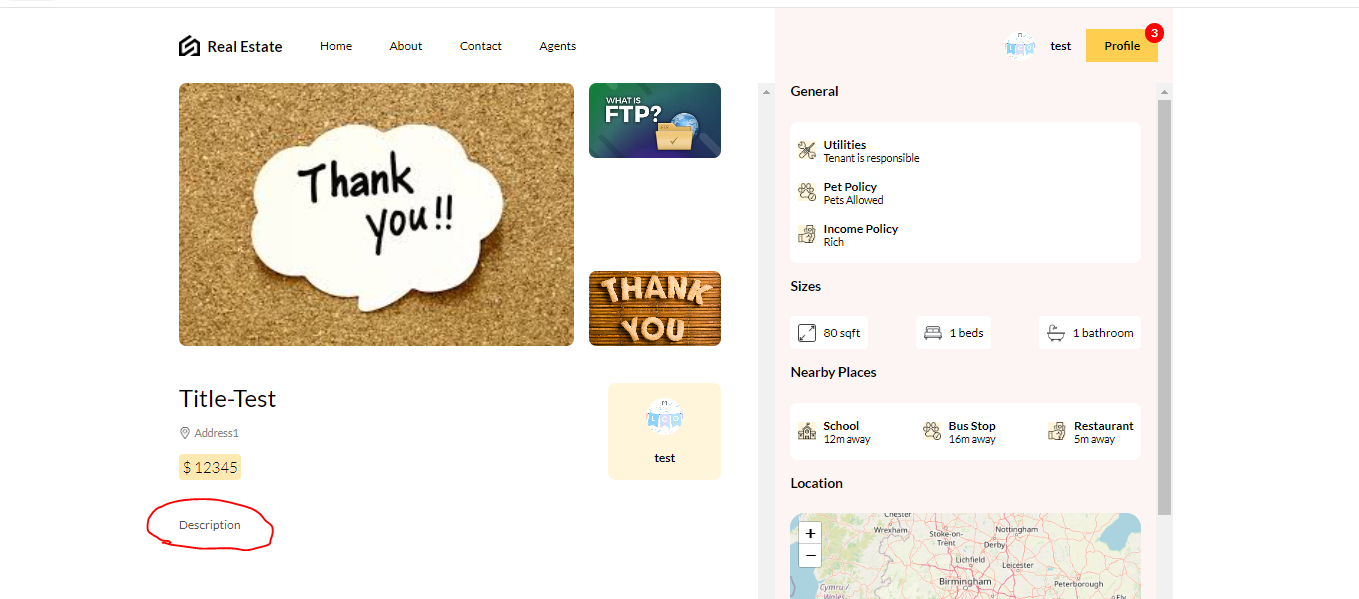 Real Estate
Home
About
Contact
Agents
test
Profile
3
Thank
you!!
WHAT IS
FTP?
THANK
YOU
Title-Test
Address1
$ 12345
test
Description
General
Utilities
Tenant is responsible
Pet Policy
Pets Allowed
Income Policy
Rich
Sizes
80 sqft
1 beds
1 bathroom
Nearby Places
School
12m away
Bus Stop
16m away
Restaurant
5m away
Location
+
−
Chester
Wrexham
Stoke-on-
Trent
Nottingham
Derby
Lichfield
Leicester
Birmingham
Peterborough
Cymru /
Wales
Ely